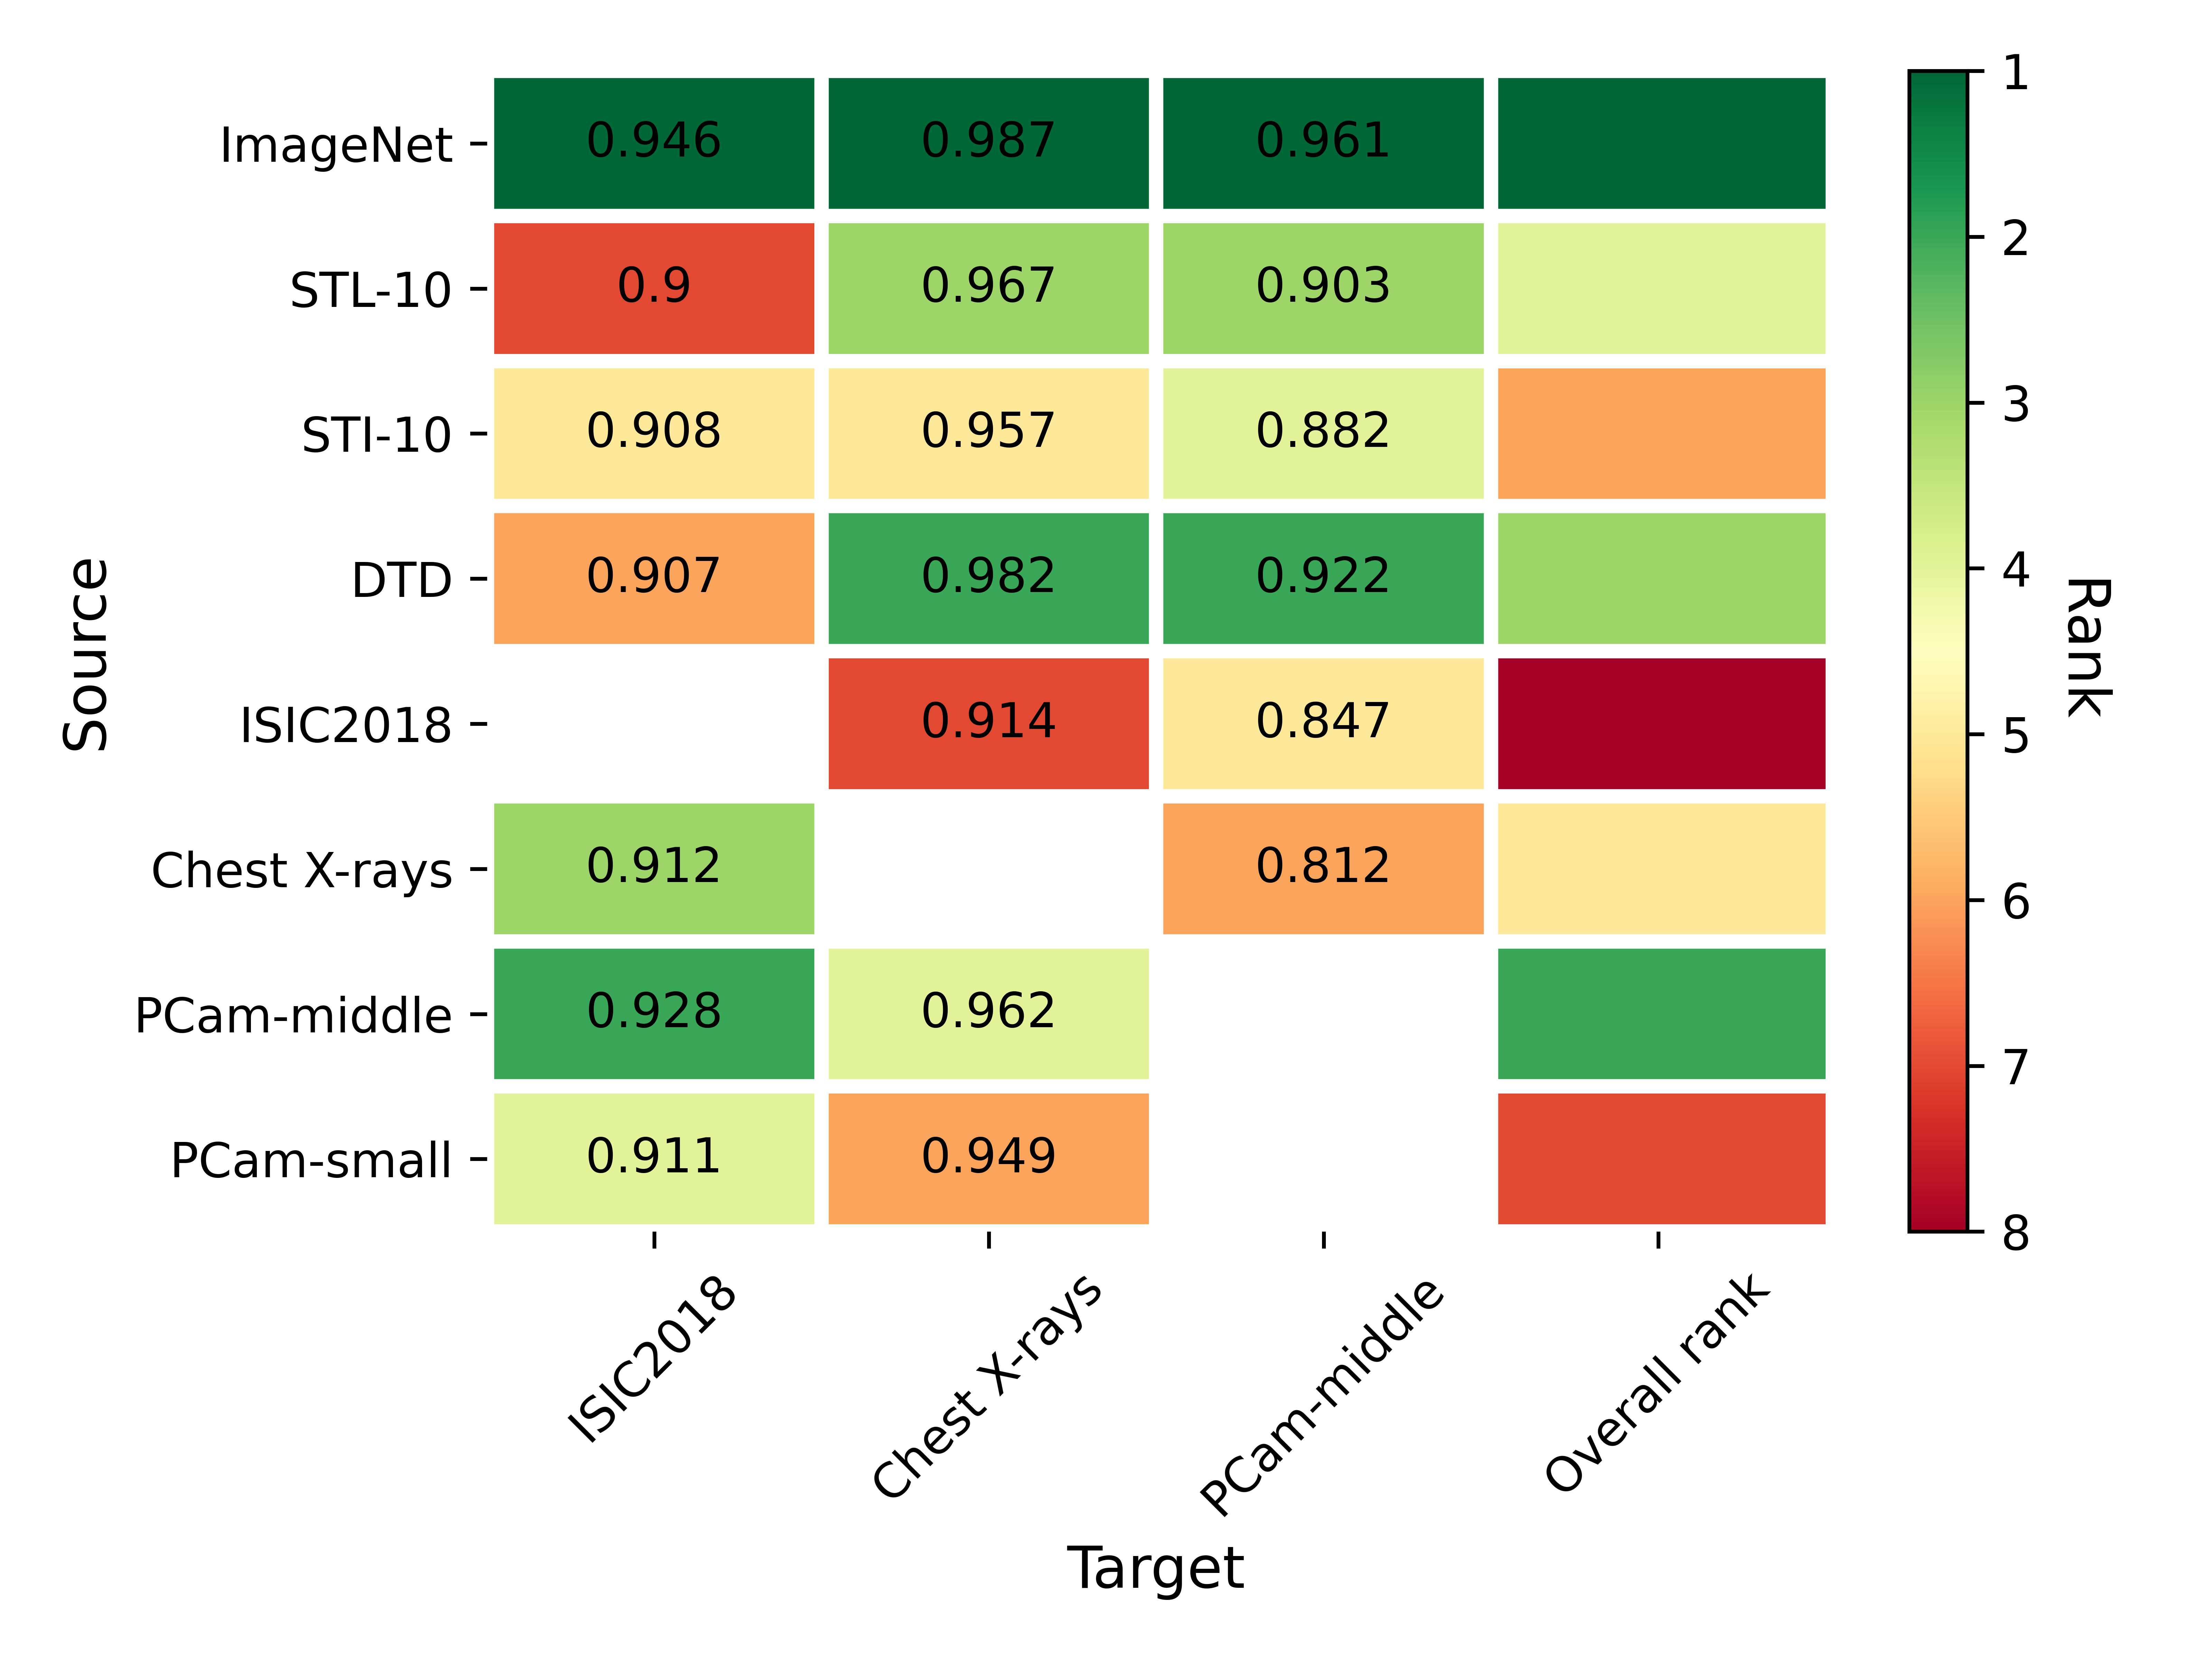 Source
ImageNet 0.946 0.987 0.961
STL-10 0.9 0.967 0.903
STI-10 0.908 0.957 0.882
DTD 0.907 0.982 0.922
ISIC2018 0.914 0.847
Chest X-rays 0.912 0.812
PCam-middle 0.928 0.962
PCam-small 0.911 0.949
ISIC2018 Chest X-rays PCam-middle Overall rank
Target
1
2
3
4
5
6
7
8
Rank